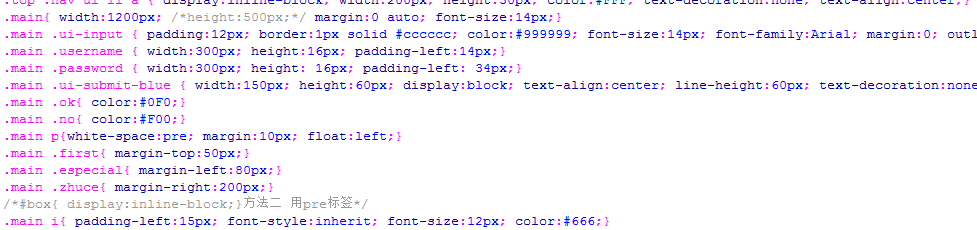 .top .nav ul li a { display:inline-block; width:200px; height:50px; color:#FFF; text-decoration:none; text-align:center;}
.main{ width:1200px; /*height:500px;*/ margin:0 auto; font-size:14px;}
.main .ui-input { padding:12px; border:1px solid #cccccc; color:#999999; font-size:14px; font-family:Arial; margin:0; outl
.main .username { width:300px; height:16px; padding-left:14px;}
.main .password { width:300px; height: 16px; padding-left: 34px;}
.main .ui-submit-blue { width:150px; height:60px; display:block; text-align:center; line-height:60px; text-decoration:none
.main .ok{ color:#0F0;}
.main .no{ color:#F00;}
.main p{white-space:pre; margin:10px; float:left;}
.main .first{ margin-top:50px;}
.main .especial{ margin-left:80px;}
.main .zhuce{ margin-right:200px;}
/*#box{ display:inline-block;}方法二 用pre标签*/
.main i{ padding-left:15px; font-style:inherit; font-size:12px; color:#666;}